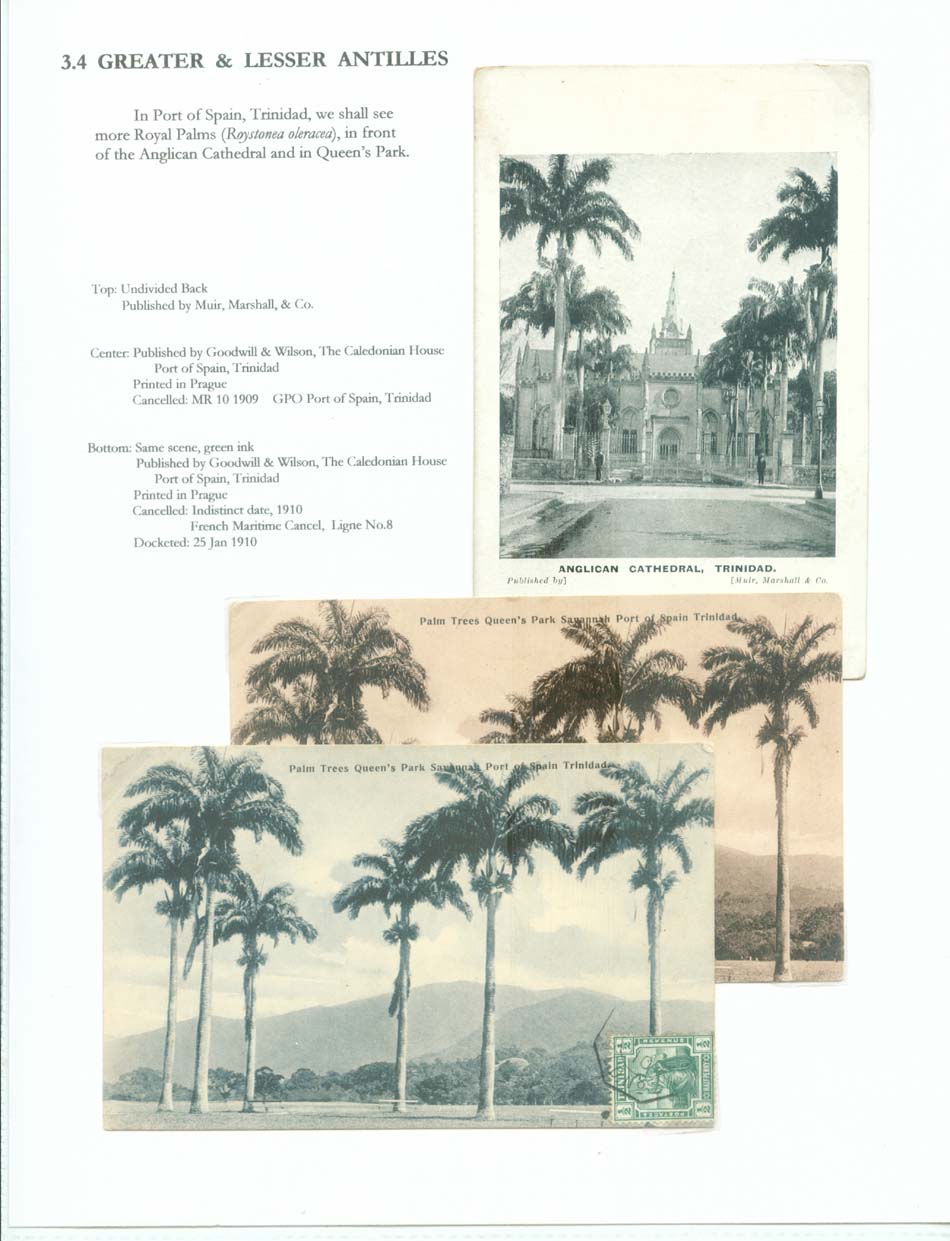 3.4 GREATER & LESSER ANTILLES
In Port of Spain, Trinidad, we shall see
more Royal Palms (Roystonea oleracea), in front
of the Anglican Cathedral and in Queen's Park.
Top: Undivided Back
Published by Muir, Marshall, & Co.
Center: Published by Goodwill & Wilson, The Caledonian House
Port of Spain, Trinidad
Printed in Prague
Cancelled: MR 10 1909 GPO Port of Spain, Trinidad
Bottom: Same scene, green ink
Published by Goodwill & Wilson, The Caledonian House
Port of Spain, Trinidad
Printed in Prague
Cancelled: Indistinct date, 1910
French Maritime Cancel, Ligne No.8
Docketed: 25 Jan 1910
ANGLICAN CATHEDRAL, TRINIDAD.
Published by] [Muir, Marshall & Co.
Palm Trees Queen's Park Savannah Port of Spain Trinidad.
Palm Trees Queen's Park Savannah Port of Spain Trinidad.
½ REVENUE ½
TRINIDAD
HALFPENNY
½ POSTAGE ½